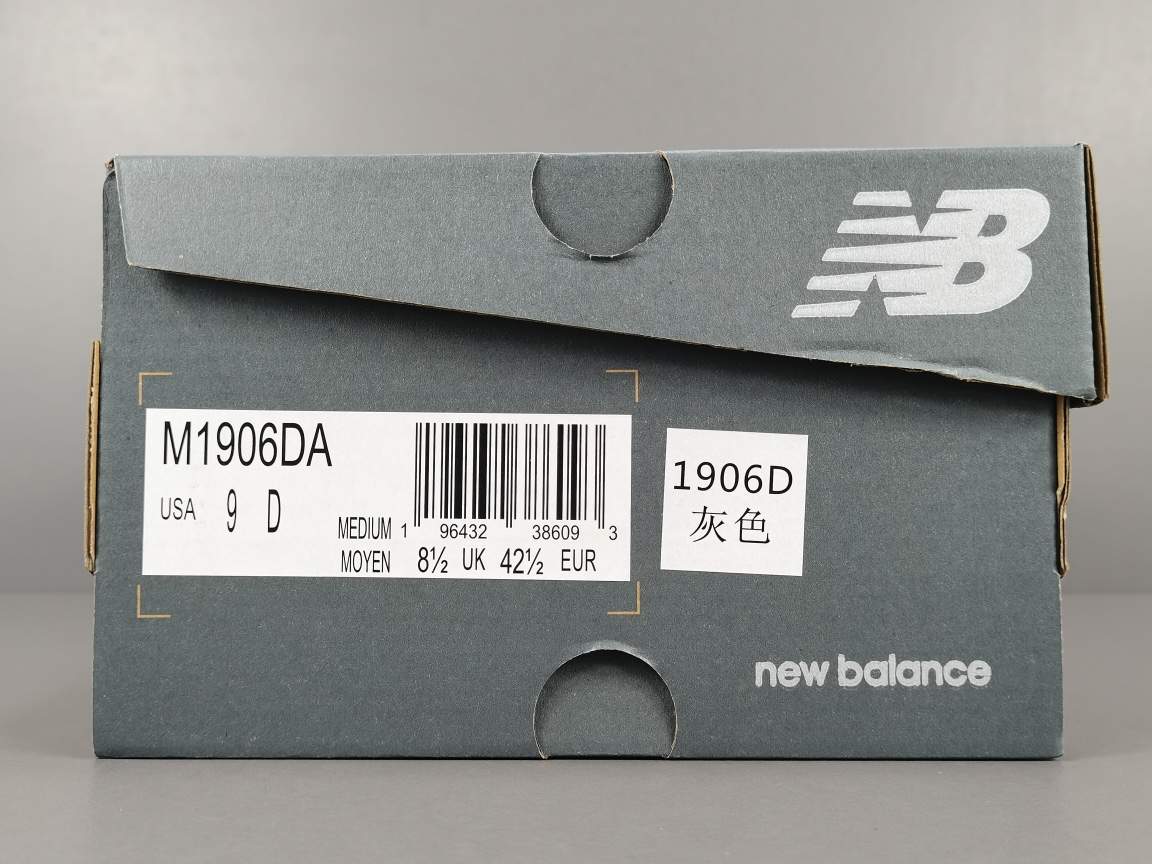 NB
M1906DA
USA 9 D
MEDIUM 1 96432 38609 3
MOYEN 8½ UK 42½ EUR
1906D
灰色
new balance